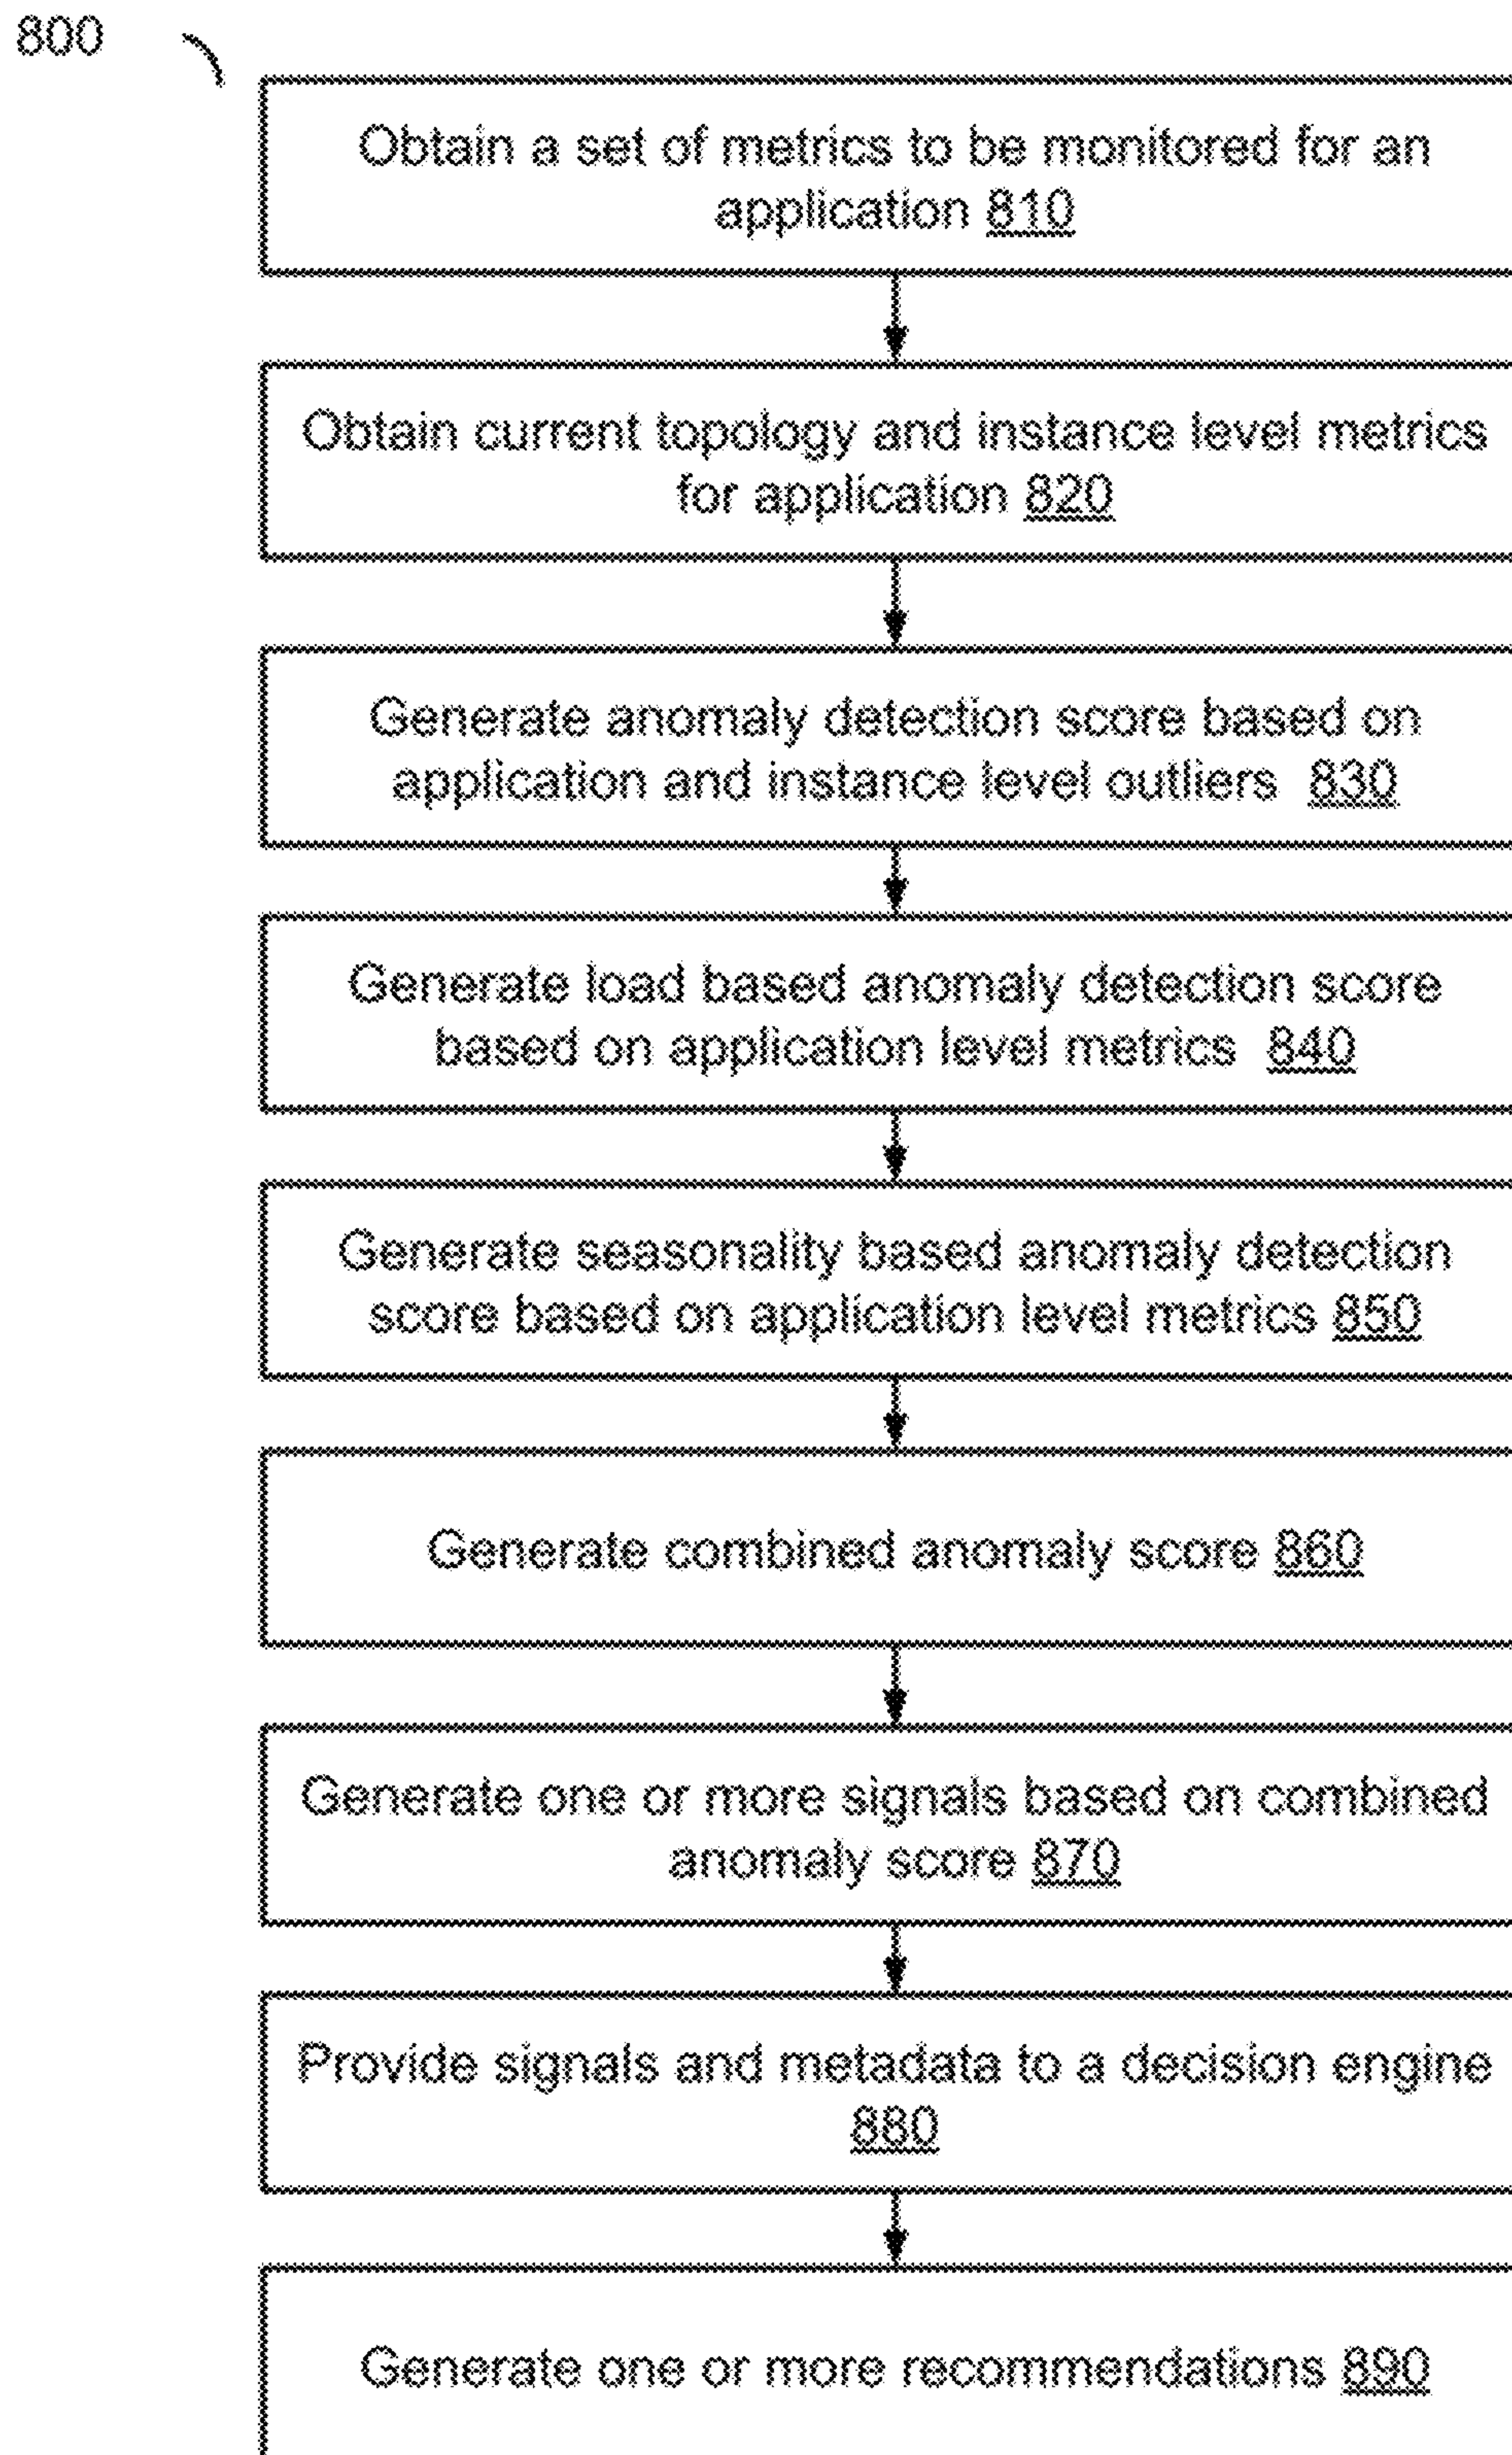 800
Obtain a set of metrics to be monitored for an
application 810
Obtain current topology and instance level metrics
for application 820
Generate anomaly detection score based on
application and instance level outliers 830
Generate load based anomaly detection score
based on application level metrics 840
Generate seasonality based anomaly detection
score based on application level metrics 850
Generate combined anomaly score 860
Generate one or more signals based on combined
anomaly score 870
Provide signals and metadata to a decision engine
880
Generate one or more recommendations 890